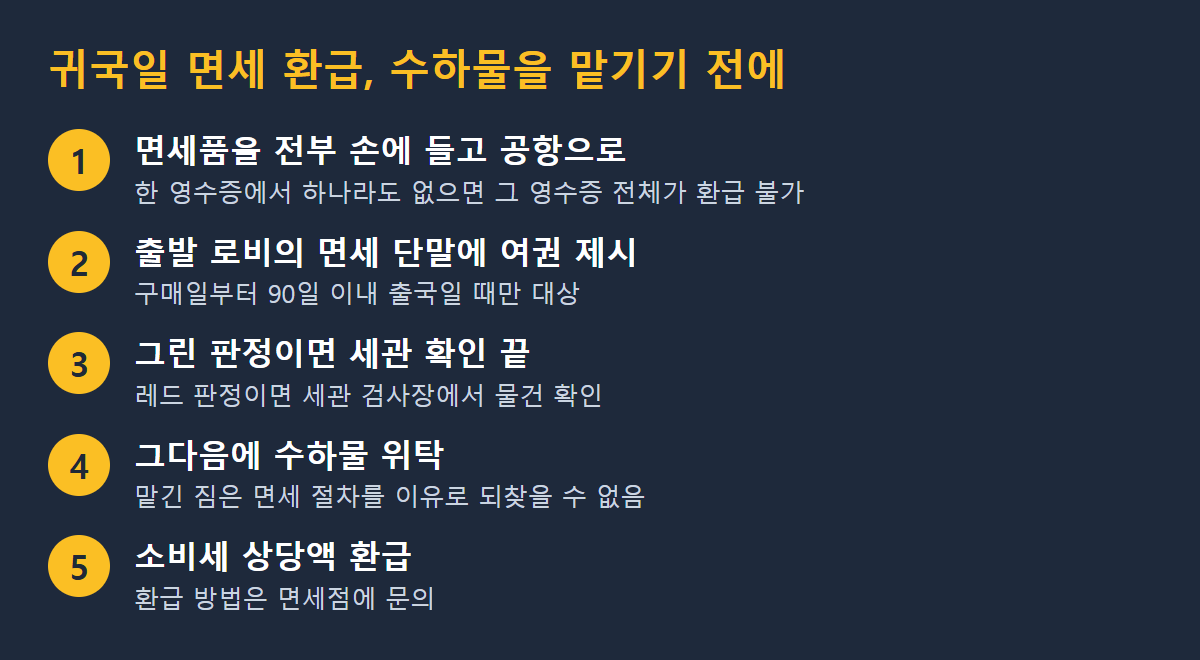 귀국일 면세 환급, 수하물을 맡기기 전에
1
면세품을 전부 손에 들고 공항으로
한 영수증에서 하나라도 없으면 그 영수증 전체가 환급 불가
2
출발 로비의 면세 단말에 여권 제시
구매일부터 90일 이내 출국일 때만 대상
3
그린 판정이면 세관 확인 끝
레드 판정이면 세관 검사장에서 물건 확인
4
그다음에 수하물 위탁
맡긴 짐은 면세 절차를 이유로 되찾을 수 없음
5
소비세 상당액 환급
환급 방법은 면세점에 문의